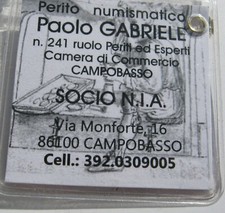 Perito numismatico
Paolo GABRIELE
n. 241 ruolo Periti ed Esperti
Camera di Commercio
CAMPOBASSO
SOCIO N.I.A.
Via Monforte, 16
86100 CAMPOBASSO
Cell.: 392.0309005